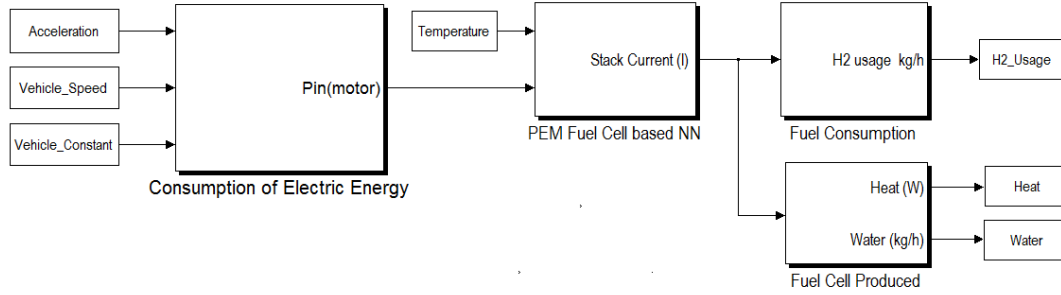 Acceleration
Vehicle_Speed
Vehicle_Constant
Pin(motor)
Consumption of Electric Energy
Temperature
Stack Current (I)
PEM Fuel Cell based NN
H2 usage kg/h
Fuel Consumption
H2_Usage
Heat (W)
Water (kg/h)
Fuel Cell Produced
Heat
Water